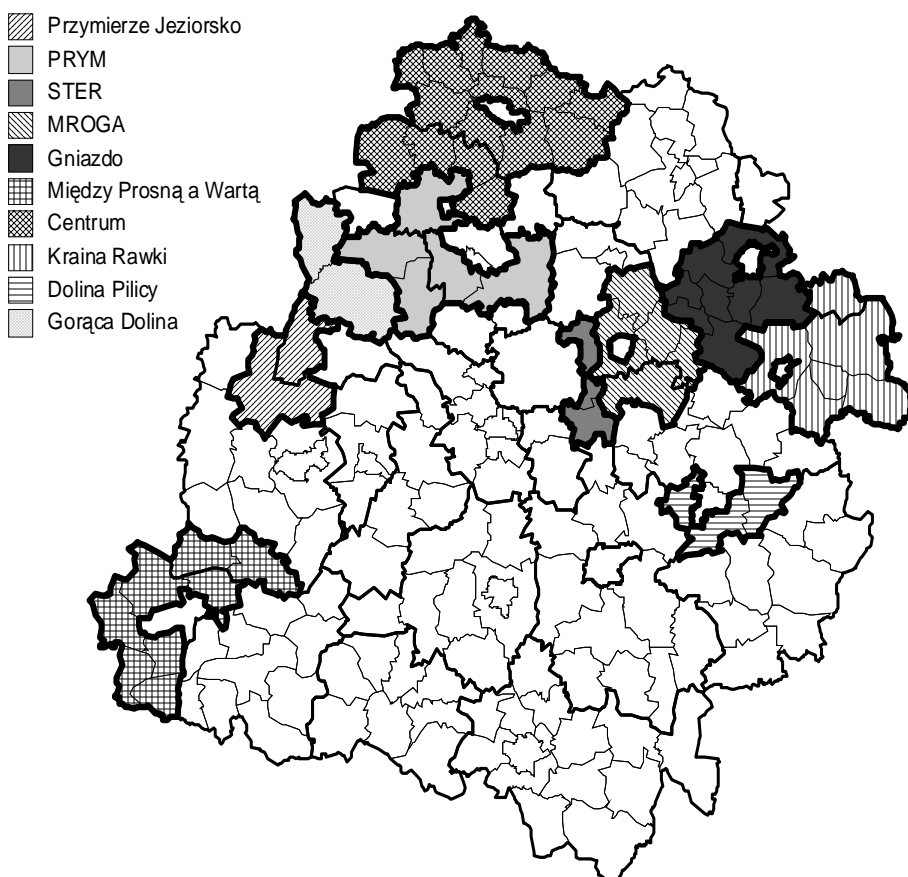 Przymierze Jeziorsko
PRYM
STER
MROGA
Gniazdo
Między Prosną a Wartą
Centrum
Kraina Rawki
Dolina Pilicy
Gorąca Dolina